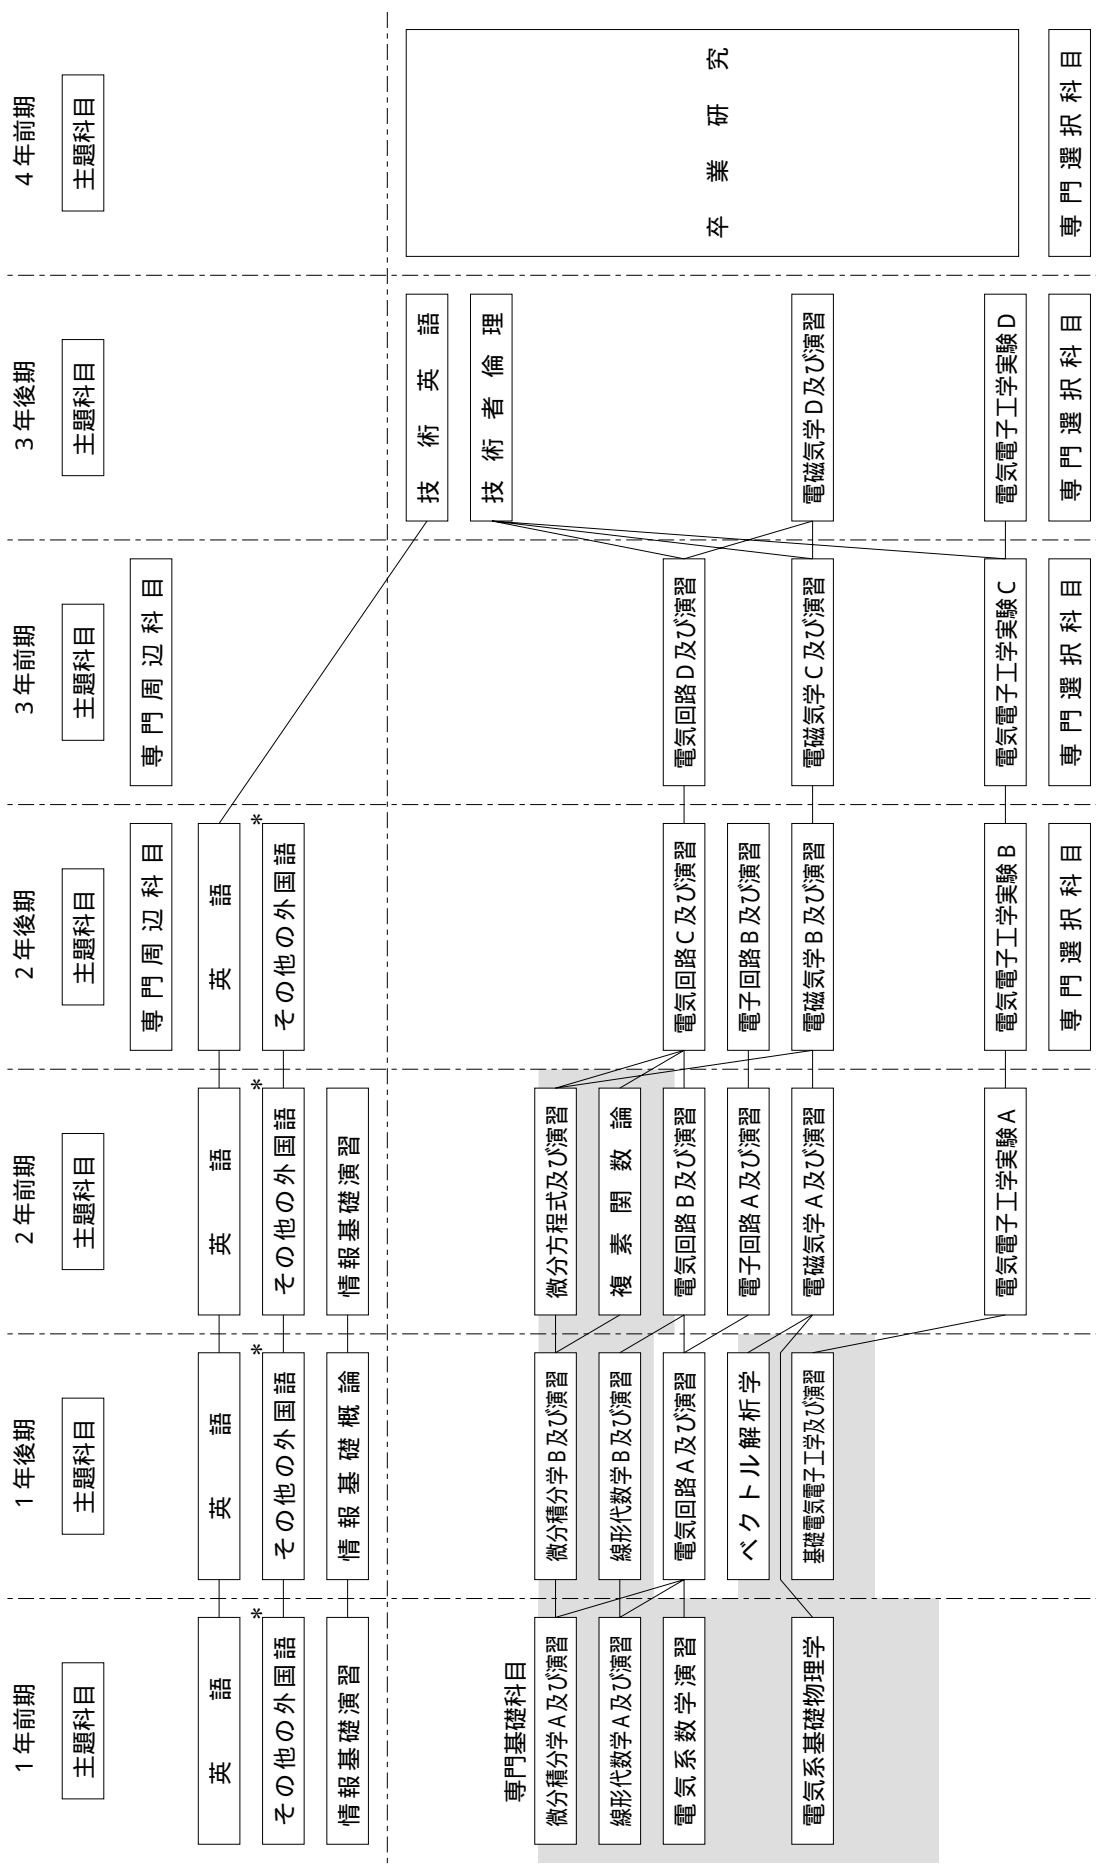 1年前期
主題科目
英語
*
その他の外国語
情報基礎演習
専門基礎科目
微分積分学A及び演習
線形代数学A及び演習
電気系数学演習
電気系基礎物理学
1年後期
主題科目
英語
*
その他の外国語
情報基礎概論
微分積分学B及び演習
線形代数学B及び演習
電気回路A及び演習
ベクトル解析学
基礎電気電子工学及び演習
2年前期
主題科目
英語
*
その他の外国語
情報基礎演習
微分方程式及び演習
複素関数論
電気回路B及び演習
電子回路A及び演習
電磁気学A及び演習
電気電子工学実験A
2年後期
主題科目
専門周辺科目
英語
*
その他の外国語
電気回路C及び演習
電子回路B及び演習
電磁気学B及び演習
電気電子工学実験B
専門選択科目
3年前期
主題科目
専門周辺科目
電気回路D及び演習
電磁気学C及び演習
電気電子工学実験C
専門選択科目
3年後期
主題科目
技術英語
技術者倫理
電磁気学D及び演習
電気電子工学実験D
専門選択科目
4年前期
主題科目
卒業研究
専門選択科目